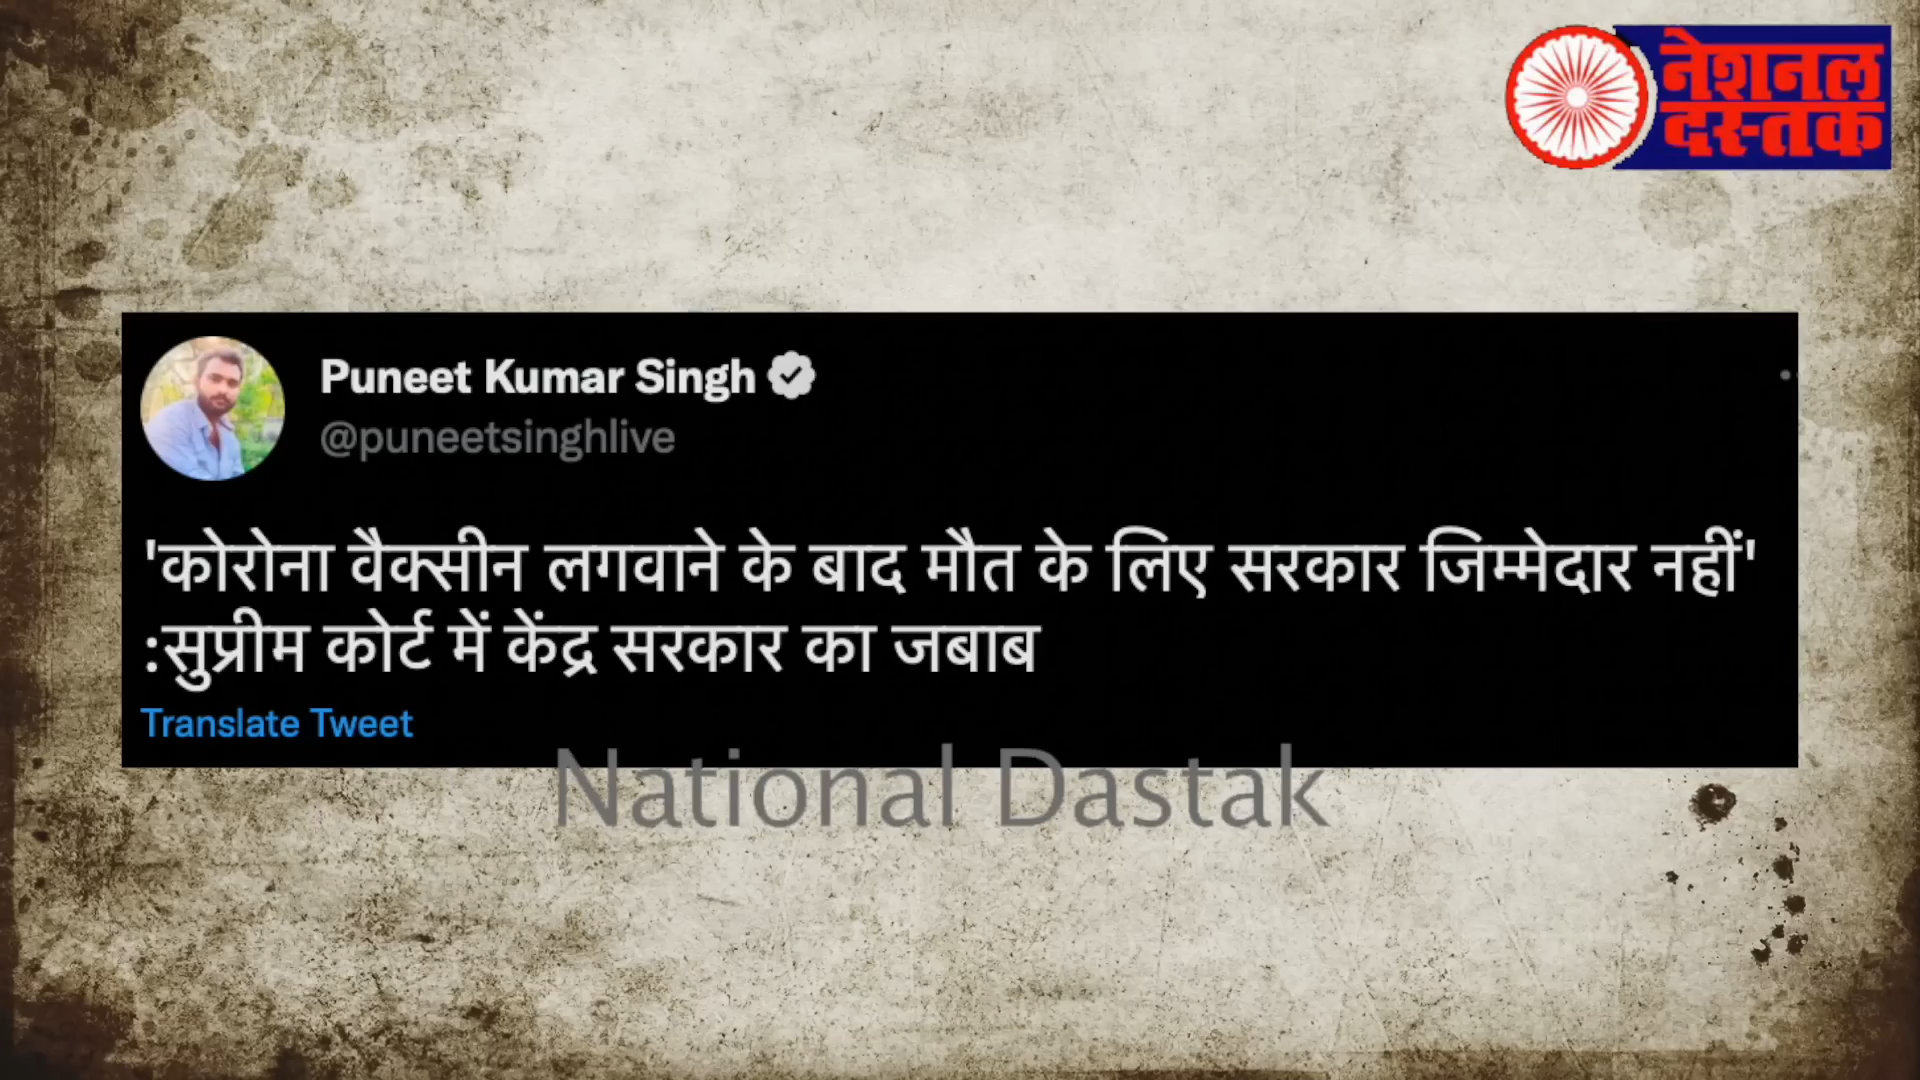 नेशनल
दस्तक
Puneet Kumar Singh
@puneetsinghlive
'कोरोना वैक्सीन लगवाने के बाद मौत के लिए सरकार जिम्मेदार नहीं'
:सुप्रीम कोर्ट में केंद्र सरकार का जबाब
Translate Tweet
National Dastak